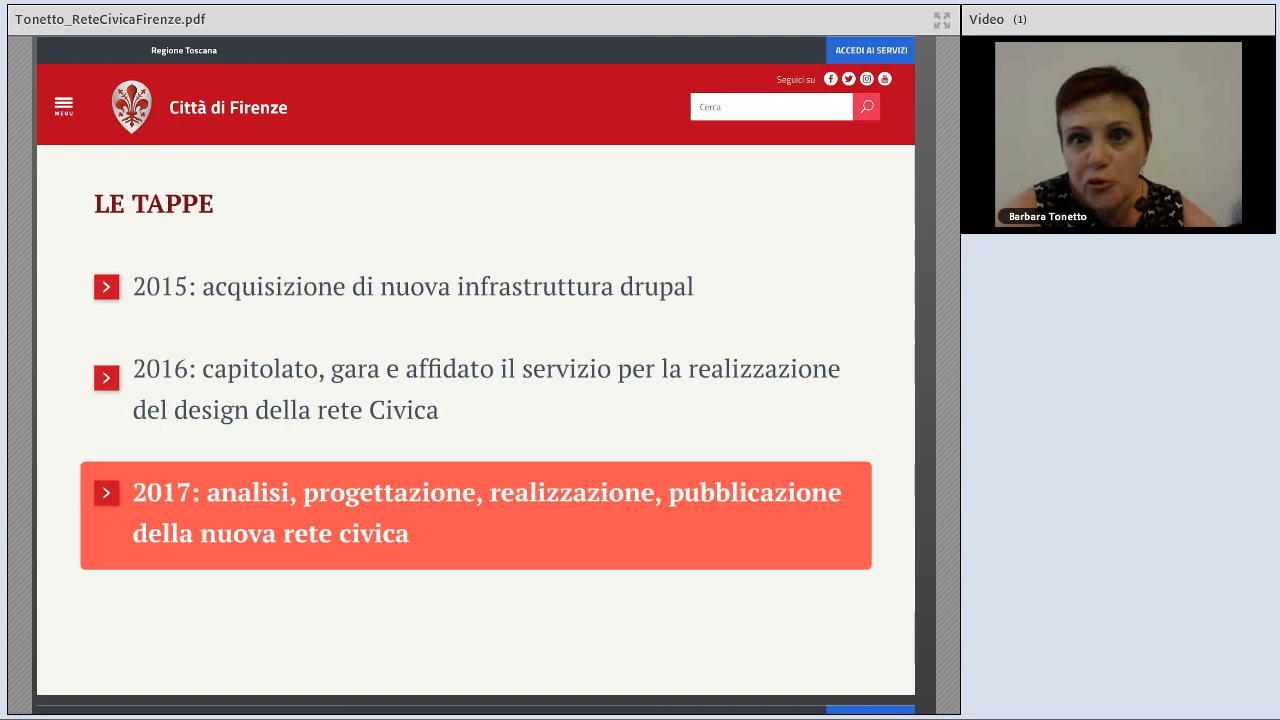 Tonetto_ReteCivicaFirenze.pdf
Video (1)
Regione Toscana
ACCEDI AI SERVIZI
Seguici su
MENU
Città di Firenze
Cerca
Barbara Tonetto
LE TAPPE
2015: acquisizione di nuova infrastruttura drupal
2016: capitolato, gara e affidato il servizio per la realizzazione
del design della rete Civica
2017: analisi, progettazione, realizzazione, pubblicazione
della nuova rete civica